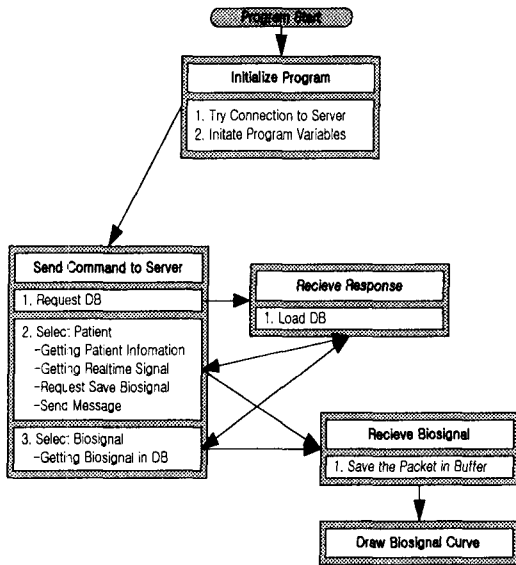 Program Start
Initialize Program
1. Try Connection to Server
2. Initate Program Variables
Send Command to Server
1. Request DB
2. Select Patient
-Getting Patient Infomation
-Getting Realtime Signal
-Request Save Biosignal
-Send Message
3. Select Biosignal
-Getting Biosignal in DB
Recieve Response
1. Load DB
Recieve Biosignal
1. Save the Packet in Buffer
Draw Biosignal Curve